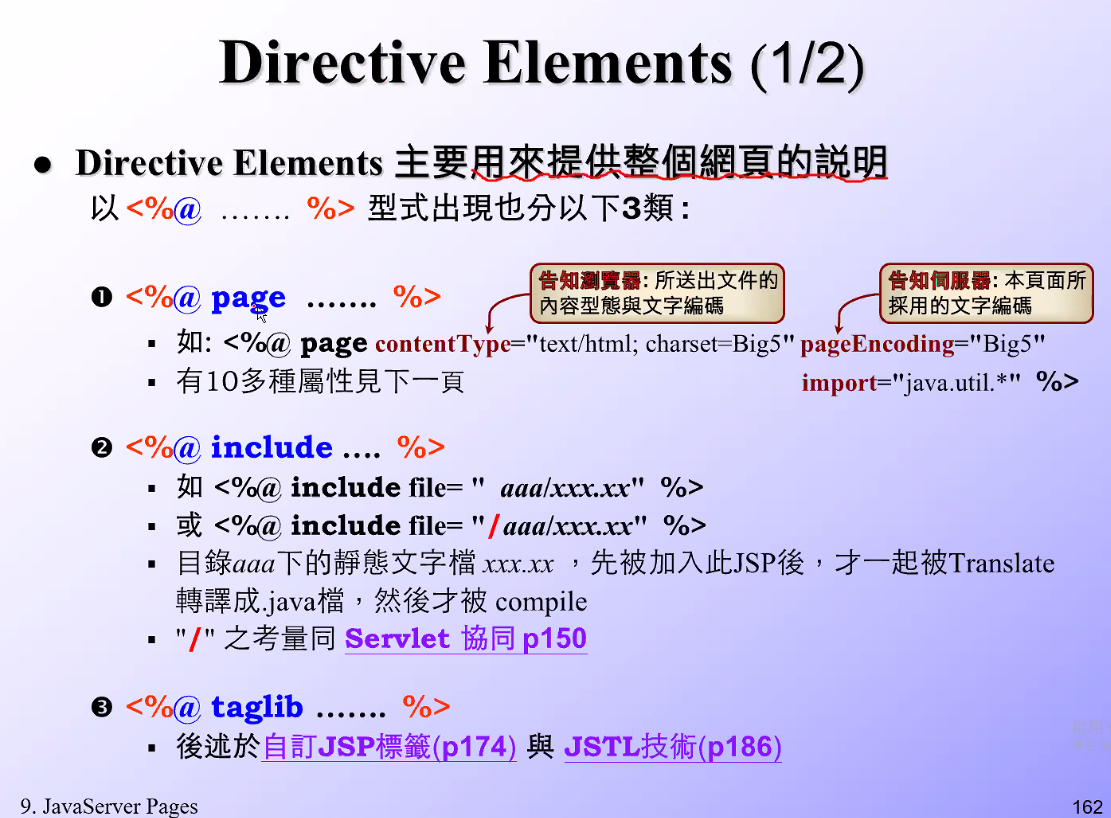 Directive Elements (1/2)
● Directive Elements 主要用來提供整個網頁的説明
以 <%@ ……. %> 型式出現也分以下3類 :
❶ <%@ page ……. %>
告知瀏覽器: 所送出文件的
內容型態與文字編碼
告知伺服器: 本頁面所
採用的文字編碼
▪ 如: <%@ page contentType="text/html; charset=Big5" pageEncoding="Big5"
▪ 有10多種屬性見下一頁
import="java.util.*" %>
❷ <%@ include …. %>
▪ 如 <%@ include file= " aaa/xxx.xx" %>
▪ 或 <%@ include file= "/aaa/xxx.xx" %>
▪ 目錄aaa下的靜態文字檔 xxx.xx ，先被加入此JSP後，才一起被Translate
轉譯成.java檔，然後才被 compile
▪ "/" 之考量同 Servlet 協同 p150
❸ <%@ taglib ……. %>
▪ 後述於自訂JSP標籤(p174) 與 JSTL技術(p186)
9. JavaServer Pages
162